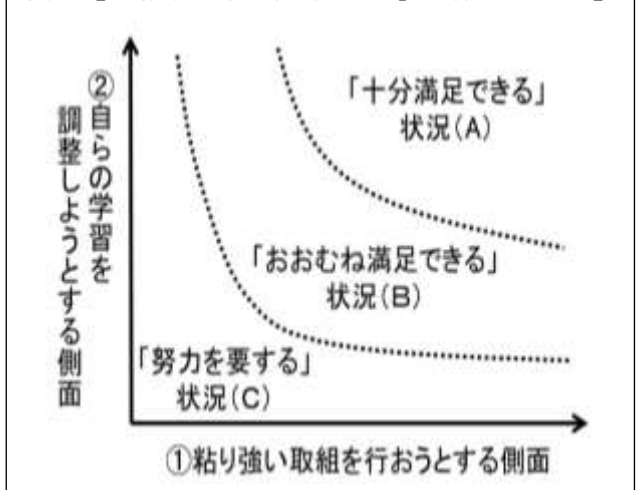 ②自らの学習を
調整しようとする側面
「十分満足できる」
状況(A)
「おおむね満足できる」
状況(B)
「努力を要する」
状況(C)
①粘り強い取組を行おうとする側面